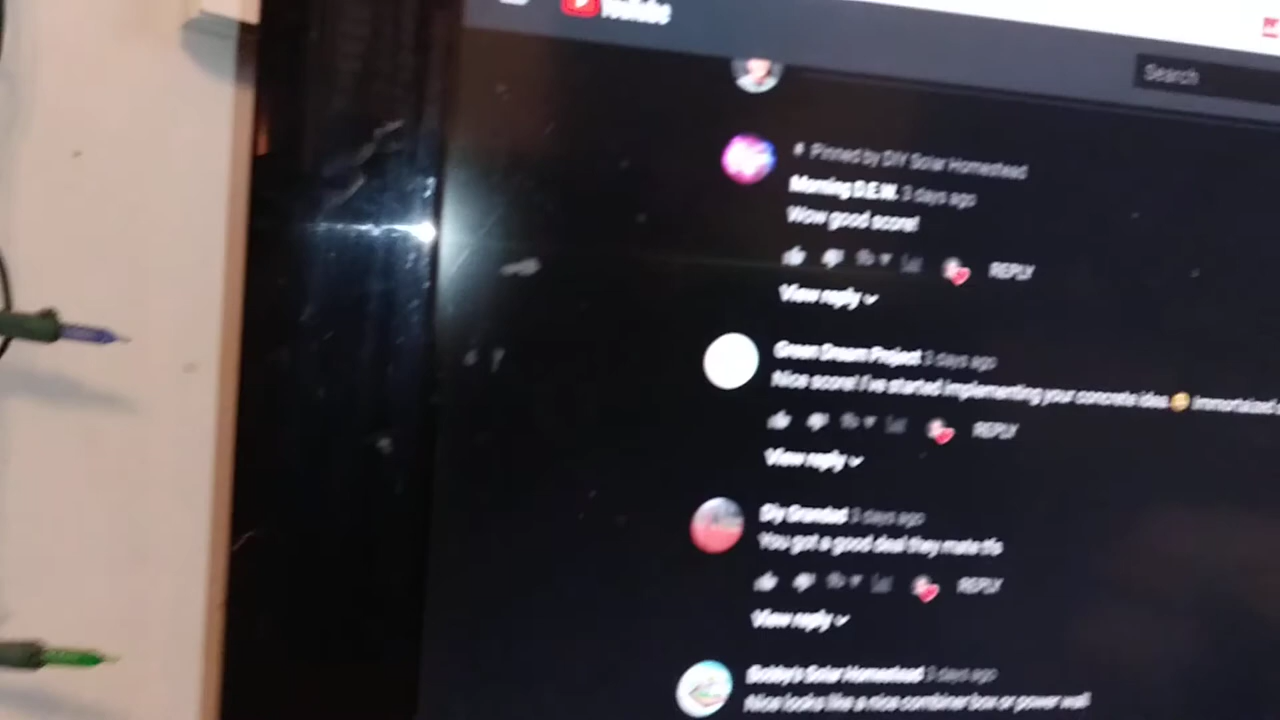 YouTube
Search
Pinned by DIY Solar Homestead
Morning D.E.W. 3 days ago
Wow good score!
REPLY
View reply
Green Dream Project 3 days ago
Nice score! I've started implementing your concrete idea 😀 Immortalized
REPLY
View reply
Diy Grandad 3 days ago
You got a good deal they mate tfs
REPLY
View reply
Bobby's Solar Homestead 3 days ago
Nice looks like a nice combiner box or power wall